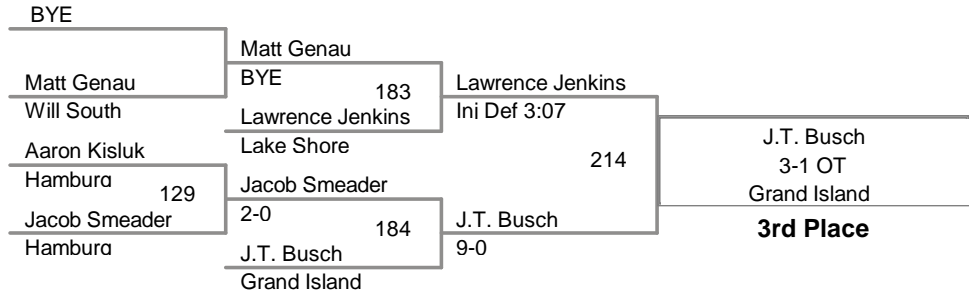 BYE
Matt Genau
Will South
Matt Genau
BYE
183
Lawrence Jenkins
Lake Shore
Lawrence Jenkins
Inj Def 3:07
Aaron Kisluk
Hamburg
129
Jacob Smeader
Hamburg
Jacob Smeader
2-0
184
J.T. Busch
Grand Island
J.T. Busch
9-0
214
J.T. Busch
3-1 OT
Grand Island
3rd Place